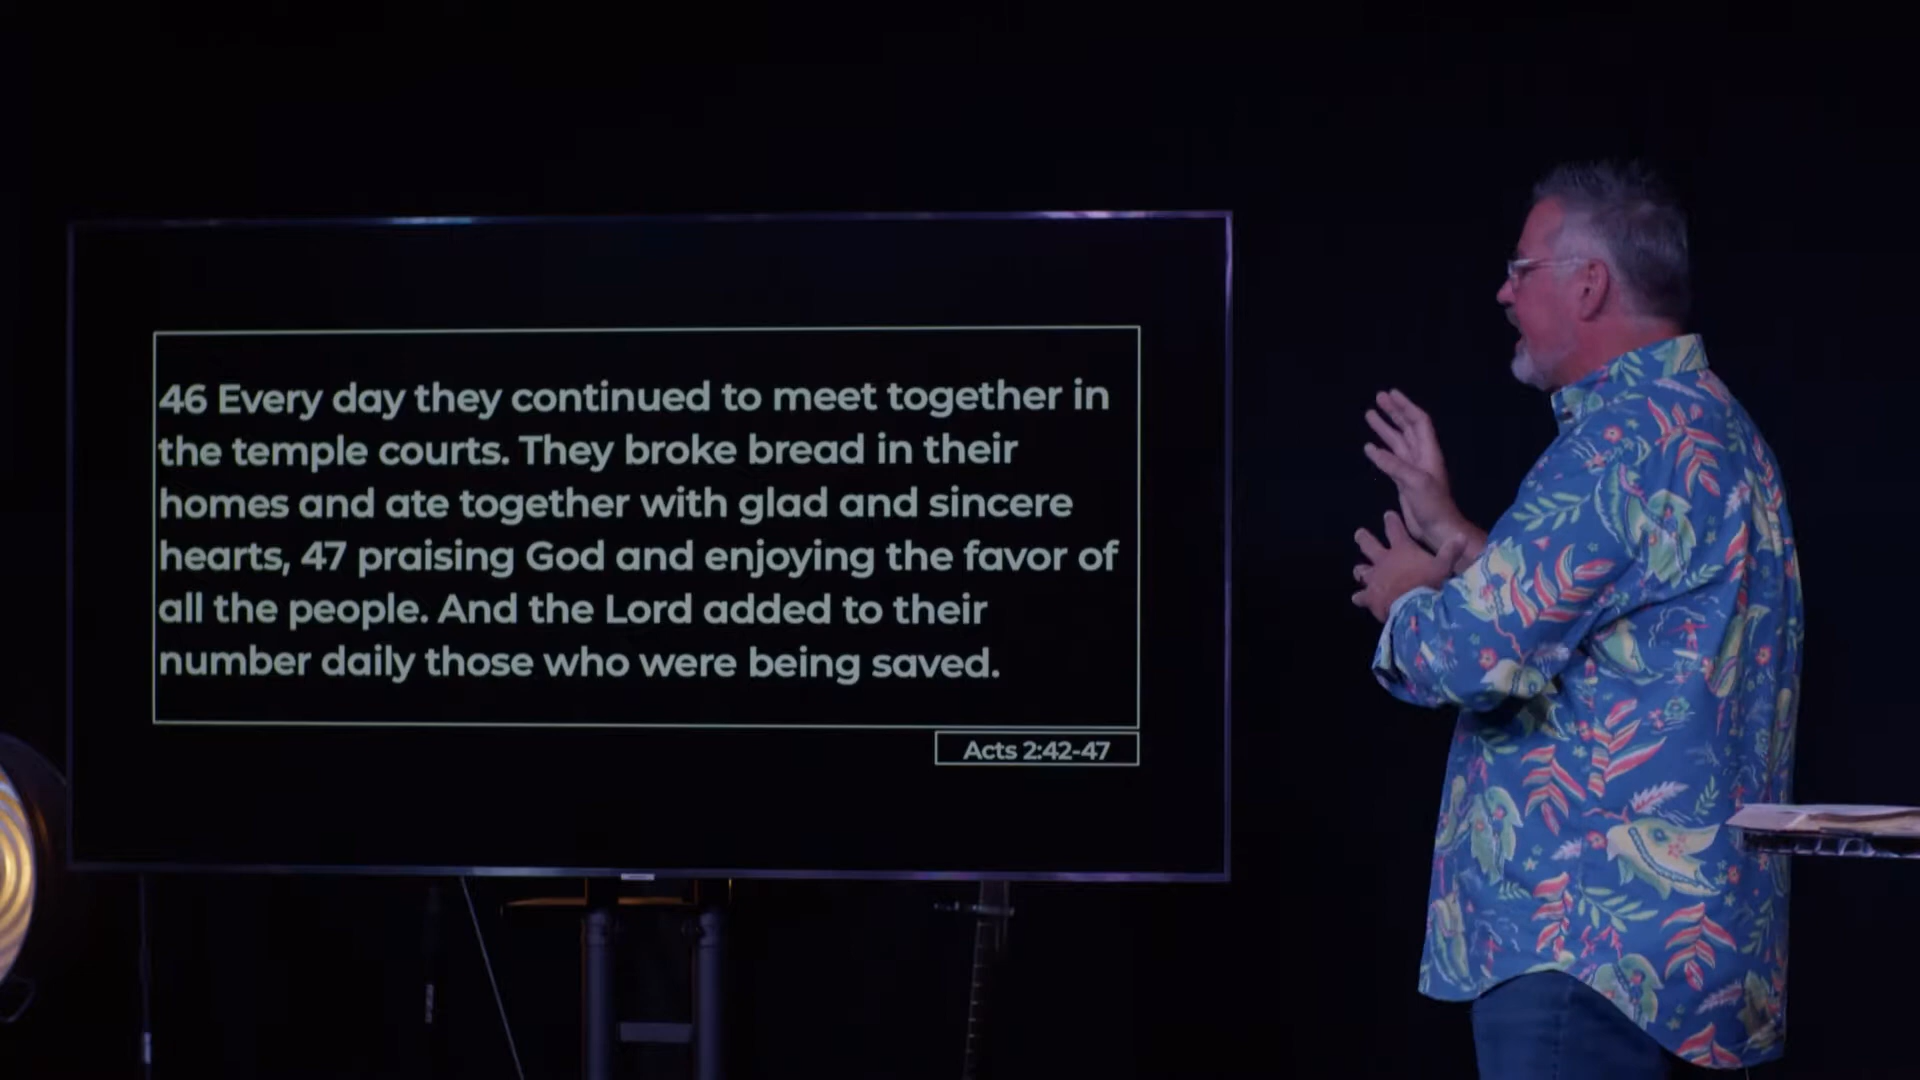 46 Every day they continued to meet together in
the temple courts. They broke bread in their
homes and ate together with glad and sincere
hearts, 47 praising God and enjoying the favor of
all the people. And the Lord added to their
number daily those who were being saved.
Acts 2:42-47